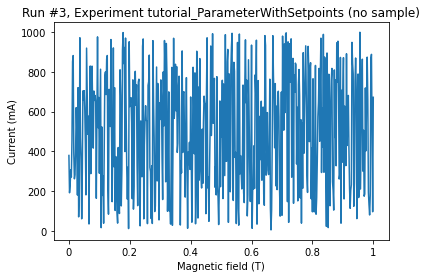 Run #3, Experiment tutorial_ParameterWithSetpoints (no sample)
1000
800
600
400
200
0
Current (mA)
0 0.2 0.4 0.6 0.8 1
Magnetic field (T)